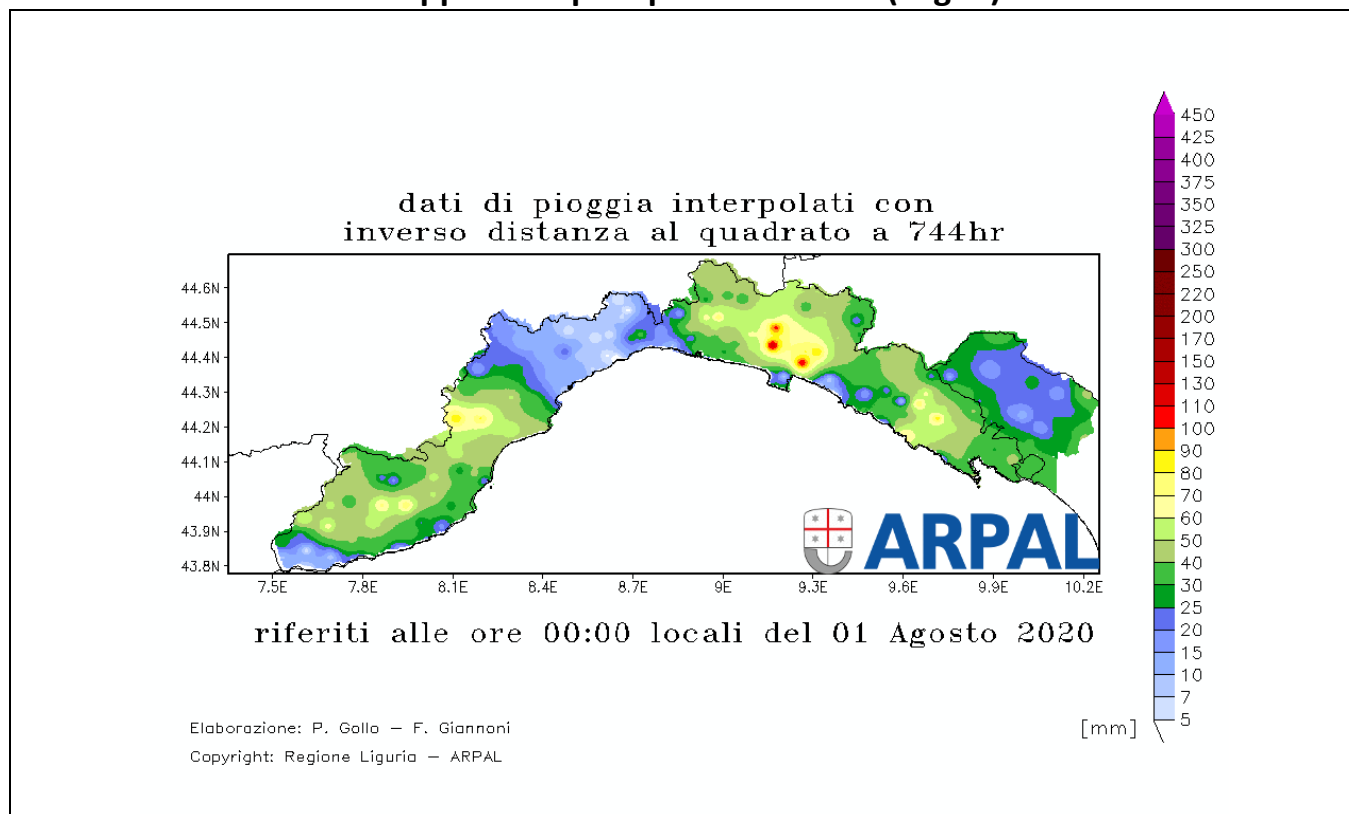 dati di pioggia interpolati con
inverso distanza al quadrato a 744hr
44.6N
44.5N
44.4N
44.3N
44.2N
44.1N
44N
43.9N
43.8N
7.5E 7.8E 8.1E 8.4E 8.7E 9E 9.3E 9.6E 9.9E 10.2E
ARPAL
riferiti alle ore 00:00 locali del 01 Agosto 2020
450
425
400
375
350
325
300
250
220
200
170
150
130
110
100
90
80
70
60
50
40
30
25
20
15
10
7
5
[mm]
Elaborazione: P. Gollo – F. Giannoni
Copyright: Regione Liguria – ARPAL